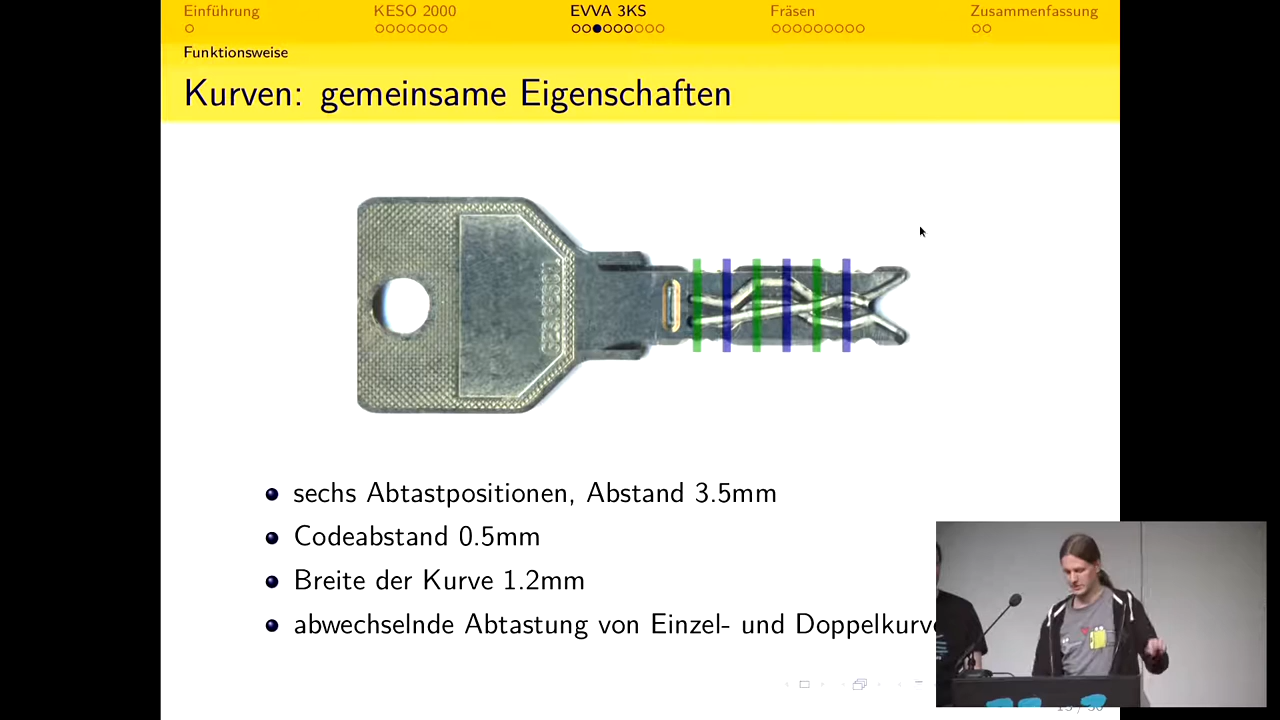 Einführung
KESO 2000
EVVA 3KS
Fräsen
Zusammenfassung
Funktionsweise
Kurven: gemeinsame Eigenschaften
sechs Abtastpositionen, Abstand 3.5mm
Codeabstand 0.5mm
Breite der Kurve 1.2mm
abwechselnde Abtastung von Einzel- und Doppelkurve